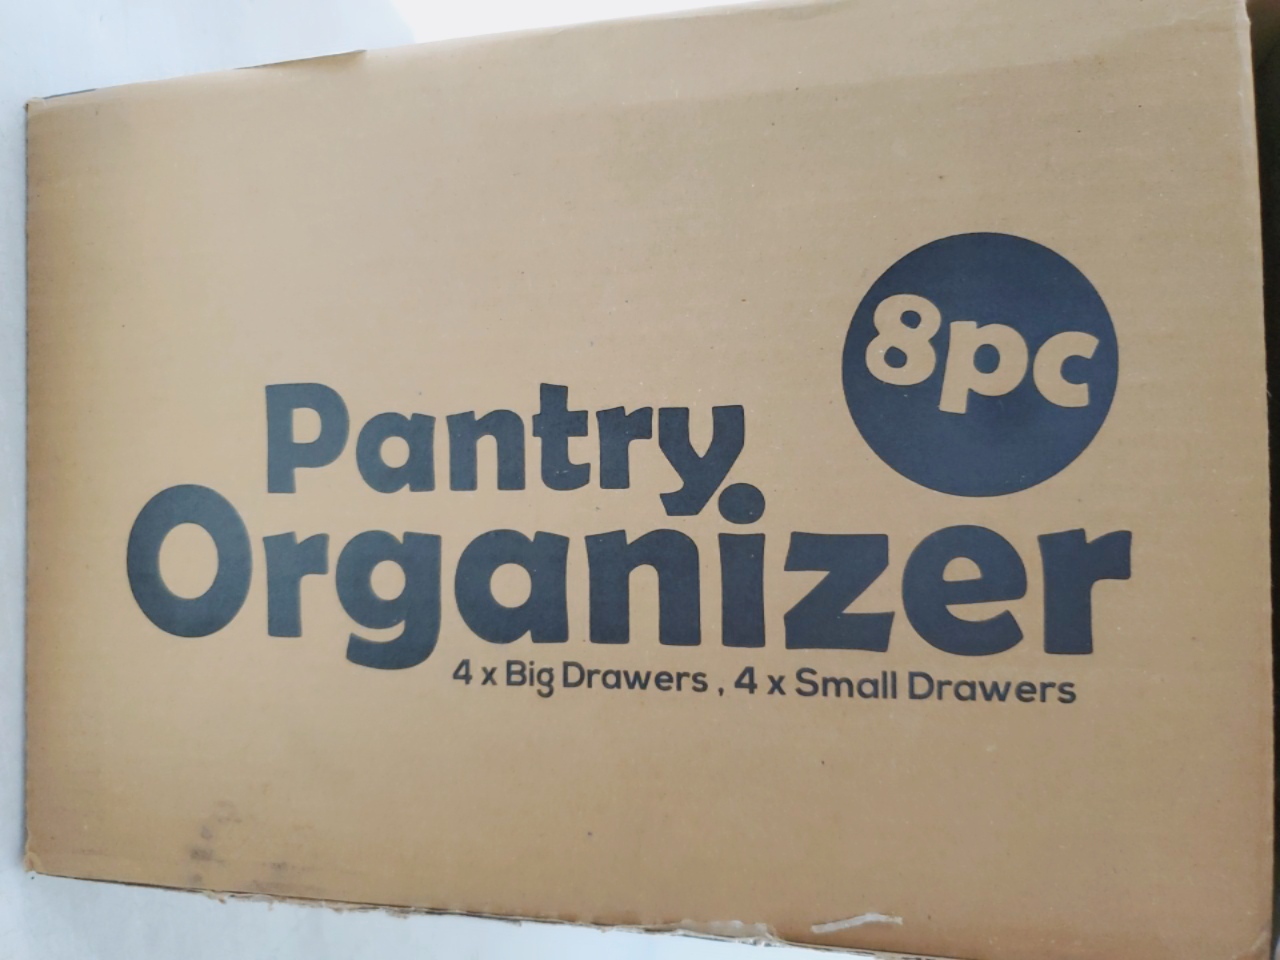 8pc
Pantry
Organizer
4 x Big Drawers , 4 x Small Drawers